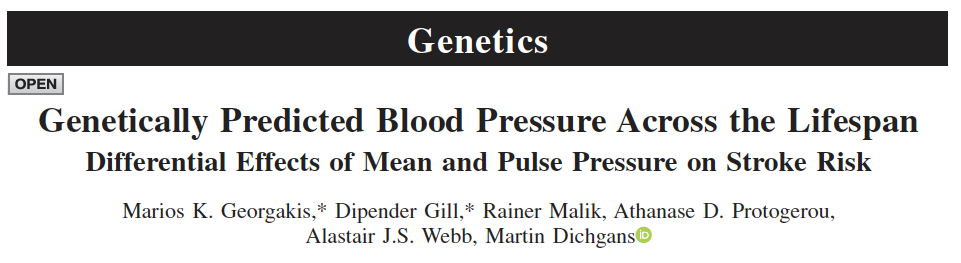 Genetics
OPEN
Genetically Predicted Blood Pressure Across the Lifespan
Differential Effects of Mean and Pulse Pressure on Stroke Risk
Marios K. Georgakis,* Dipender Gill,* Rainer Malik, Athanase D. Protogerou,
Alastair J.S. Webb, Martin Dichgans iD